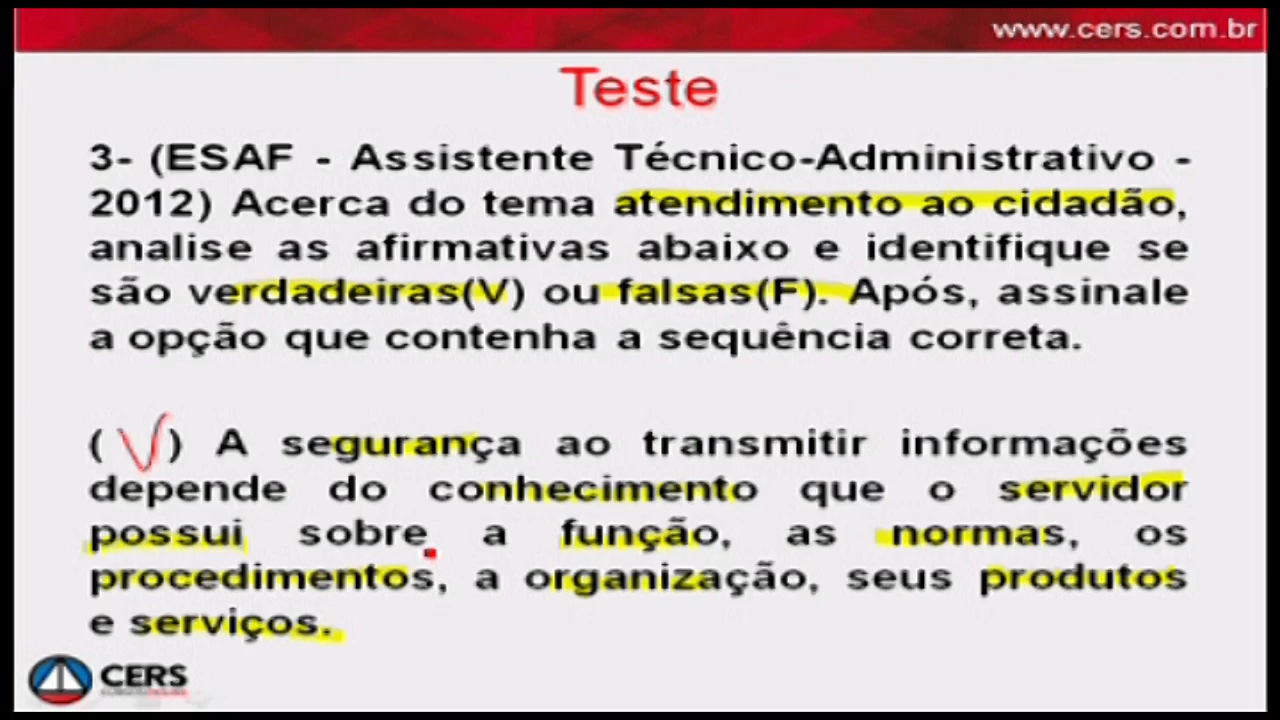 www.cers.com.br
Teste
3- (ESAF - Assistente Técnico-Administrativo -
2012) Acerca do tema atendimento ao cidadão,
analise as afirmativas abaixo e identifique se
são verdadeiras(V) ou falsas(F). Após, assinale
a opção que contenha a sequência correta.
( V) A segurança ao transmitir informações
depende do conhecimento que o servidor
possui sobre a função, as normas, os
procedimentos, a organização, seus produtos
e serviços.
CERS